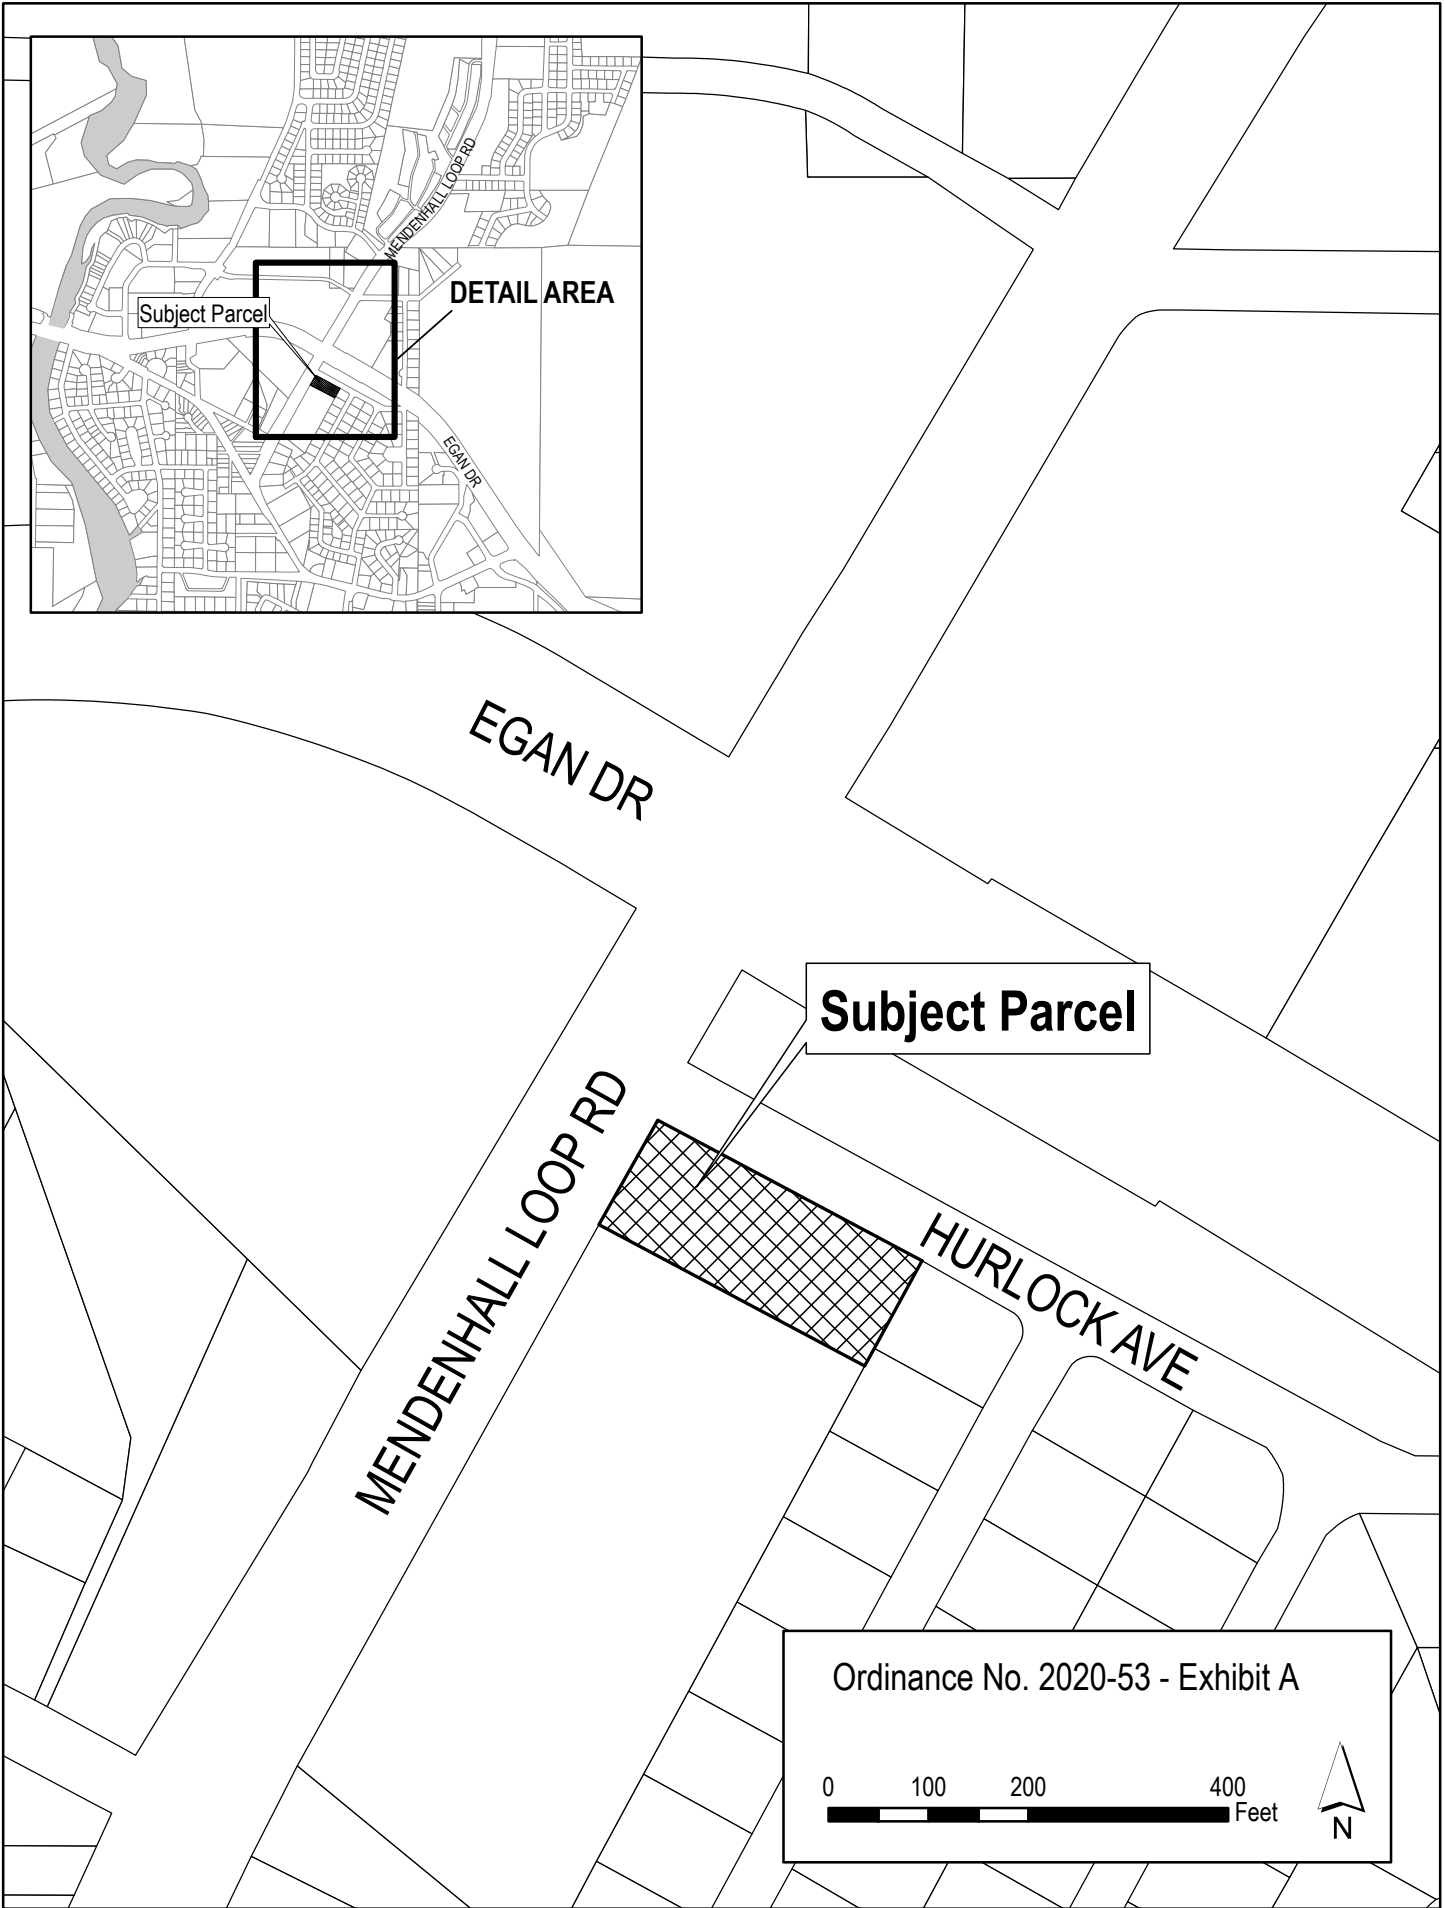 MENDENHALL LOOP RD
DETAIL AREA
Subject Parcel
EGAN DR
EGAN DR
Subject Parcel
MENDENHALL LOOP RD
HURLOCK AVE
Ordinance No. 2020-53 - Exhibit A
0 100 200 400
Feet
N